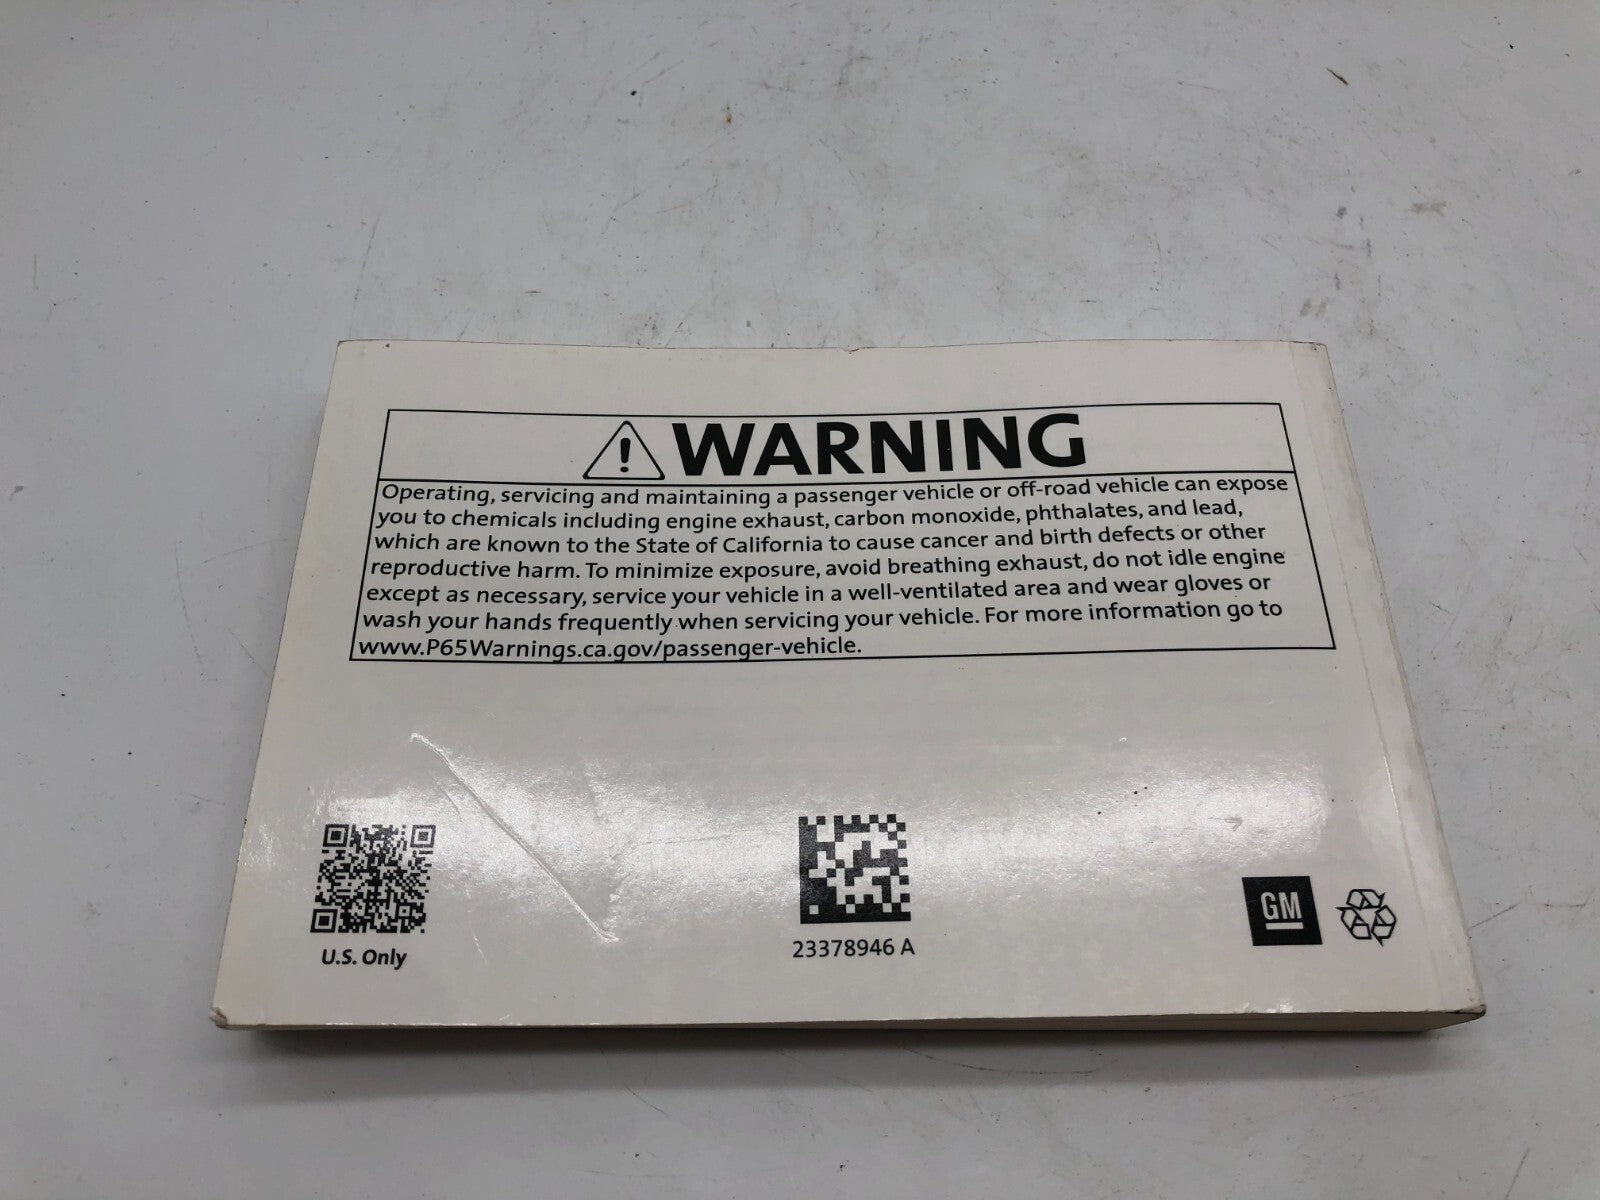 WARNING
Operating, servicing and maintaining a passenger vehicle or off-road vehicle can expose
you to chemicals including engine exhaust, carbon monoxide, phthalates, and lead,
which are known to the State of California to cause cancer and birth defects or other
reproductive harm. To minimize exposure, avoid breathing exhaust, do not idle engine
except as necessary, service your vehicle in a well-ventilated area and wear gloves or
wash your hands frequently when servicing your vehicle. For more information go to
www.P65Warnings.ca.gov/passenger-vehicle.
U.S. Only
23378946 A
GM